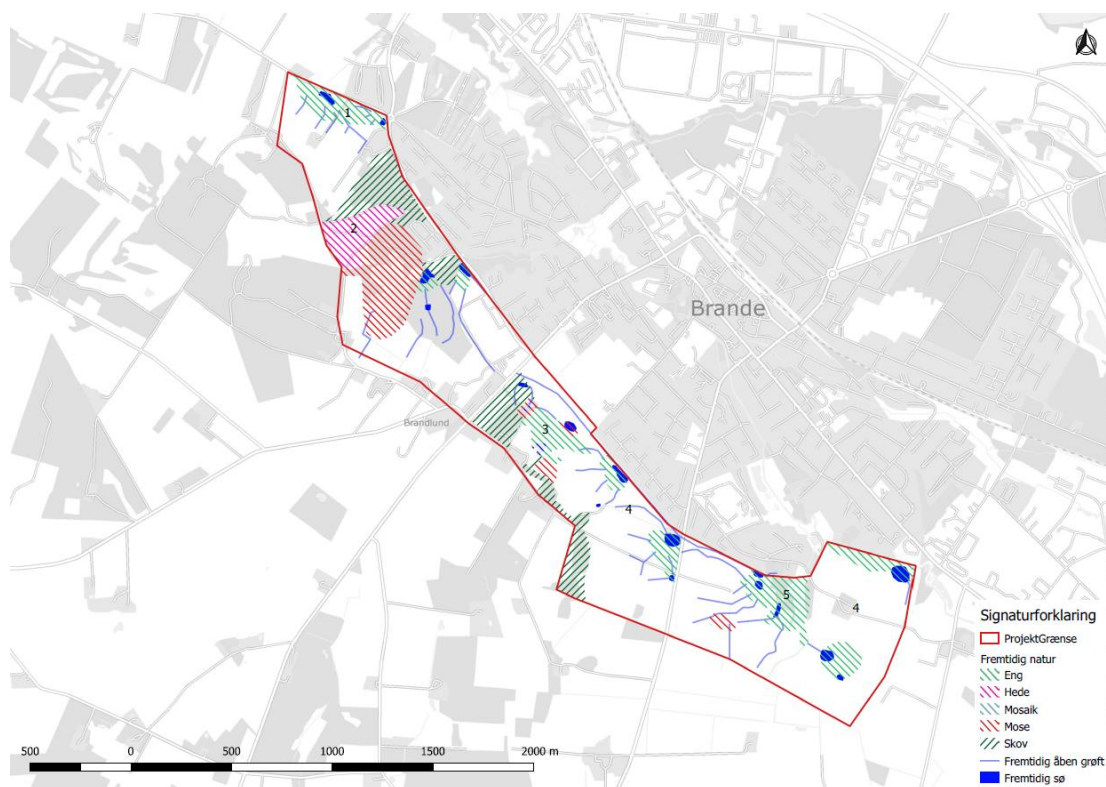 1
2
Brande
Brandlund
3
4
5
4
Signaturforklaring
ProjektGrænse
Fremtidig natur
Eng
Hede
Mosaik
Mose
Skov
Fremtidig åben grøft
Fremtidig sø
500 0 500 1000 1500 2000 m